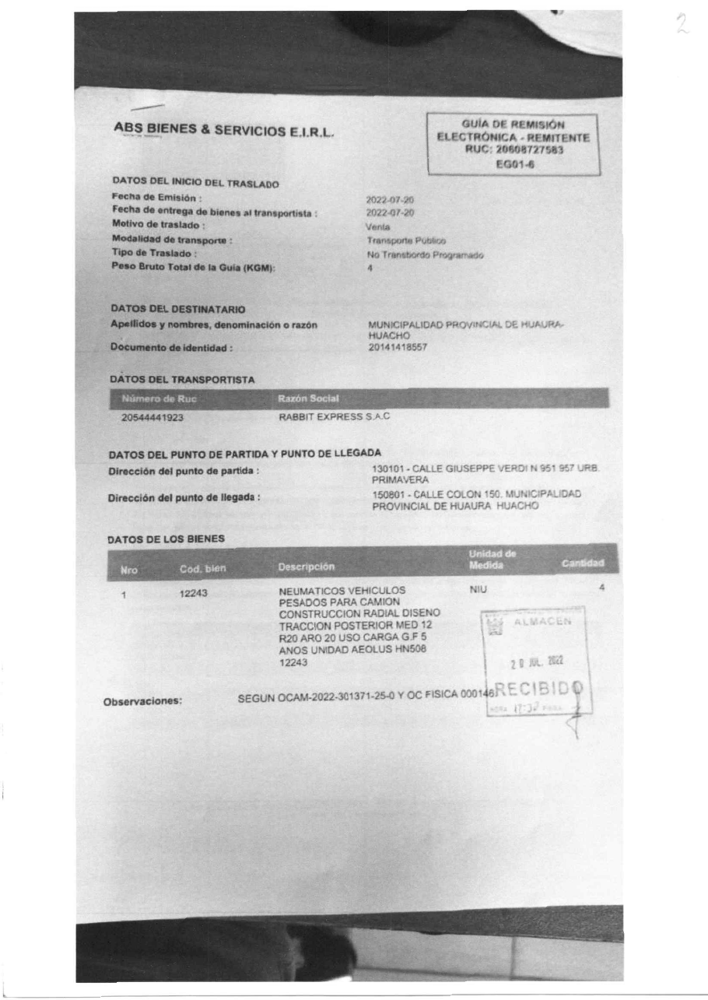 2
ABS BIENES & SERVICIOS E.I.R.L.
GUÍA DE REMISIÓN
ELECTRÓNICA - REMITENTE
RUC: 20608727583
EG01-6
DATOS DEL INICIO DEL TRASLADO
Fecha de Emisión : 2022-07-20
Fecha de entrega de bienes al transportista : 2022-07-20
Motivo de traslado : Venta
Modalidad de transporte : Transporte Público
Tipo de Traslado : No Transbordo Programado
Peso Bruto Total de la Guía (KGM): 4
DATOS DEL DESTINATARIO
Apellidos y nombres, denominación o razón MUNICIPALIDAD PROVINCIAL DE HUAURA-
HUACHO
Documento de identidad : 20141418557
DATOS DEL TRANSPORTISTA
Número de Ruc Razón Social
20544441923 RABBIT EXPRESS S.A.C
DATOS DEL PUNTO DE PARTIDA Y PUNTO DE LLEGADA
Dirección del punto de partida : 130101 - CALLE GIUSEPPE VERDI N 951 957 URB.
PRIMAVERA
Dirección del punto de llegada : 150801 - CALLE COLON 150. MUNICIPALIDAD
PROVINCIAL DE HUAURA HUACHO
DATOS DE LOS BIENES
Nro Cod. bien Descripción Unidad de
Medida Cantidad
1 12243 NEUMATICOS VEHICULOS NIU 4
PESADOS PARA CAMION
CONSTRUCCION RADIAL DISENO
TRACCION POSTERIOR MED 12
R20 ARO 20 USO CARGA G.F 5
ANOS UNIDAD AEOLUS HN508
12243
ALMACEN
20 JUL. 2022
RECIBIDO
HORA 17:32
Observaciones: SEGUN OCAM-2022-301371-25-0 Y OC FISICA 000146